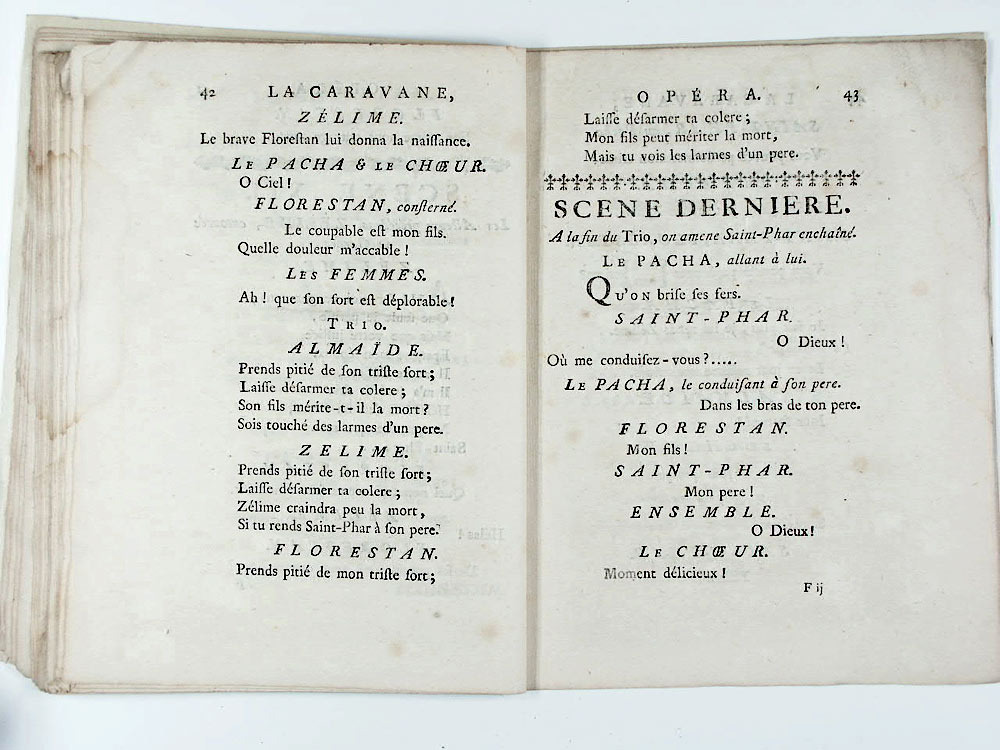 42 LA CARAVANE,
ZÉLIME.
Le brave Florestan lui donna la naiſſance.
LE PACHA & LE CHŒUR.
O Ciel !
FLORESTAN, conſterné.
Le coupable eſt mon fils.
Quelle douleur m'accable !
LES FEMMES.
Ah ! que ſon ſort eſt déplorable !
TRIO.
ALMAÏDE.
Prends pitié de ſon triſte ſort ;
Laiſſe déſarmer ta colere ;
Son fils mérite-t-il la mort ?
Sois touché des larmes d'un pere.
ZELIME.
Prends pitié de ſon triſte ſort ;
Laiſſe déſarmer ta colere ;
Zélime craindra peu la mort,
Si tu rends Saint-Phar à ſon pere.
FLORESTAN.
Prends pitié de mon triſte ſort ;
OPÉRA. 43
Laiſſe déſarmer ta colere ;
Mon fils peut mériter la mort,
Mais tu vois les larmes d'un pere.
SCENE DERNIERE.
A la fin du Trio, on amene Saint-Phar enchaîné.
LE PACHA, allant à lui.
QU'ON briſe ſes fers.
SAINT-PHAR.
O Dieux !
Où me conduiſez-vous ?.....
LE PACHA, le conduiſant à ſon pere.
Dans les bras de ton pere.
FLORESTAN.
Mon fils !
SAINT-PHAR.
Mon pere !
ENSEMBLE.
O Dieux !
LE CHŒUR.
Moment délicieux !
F ij